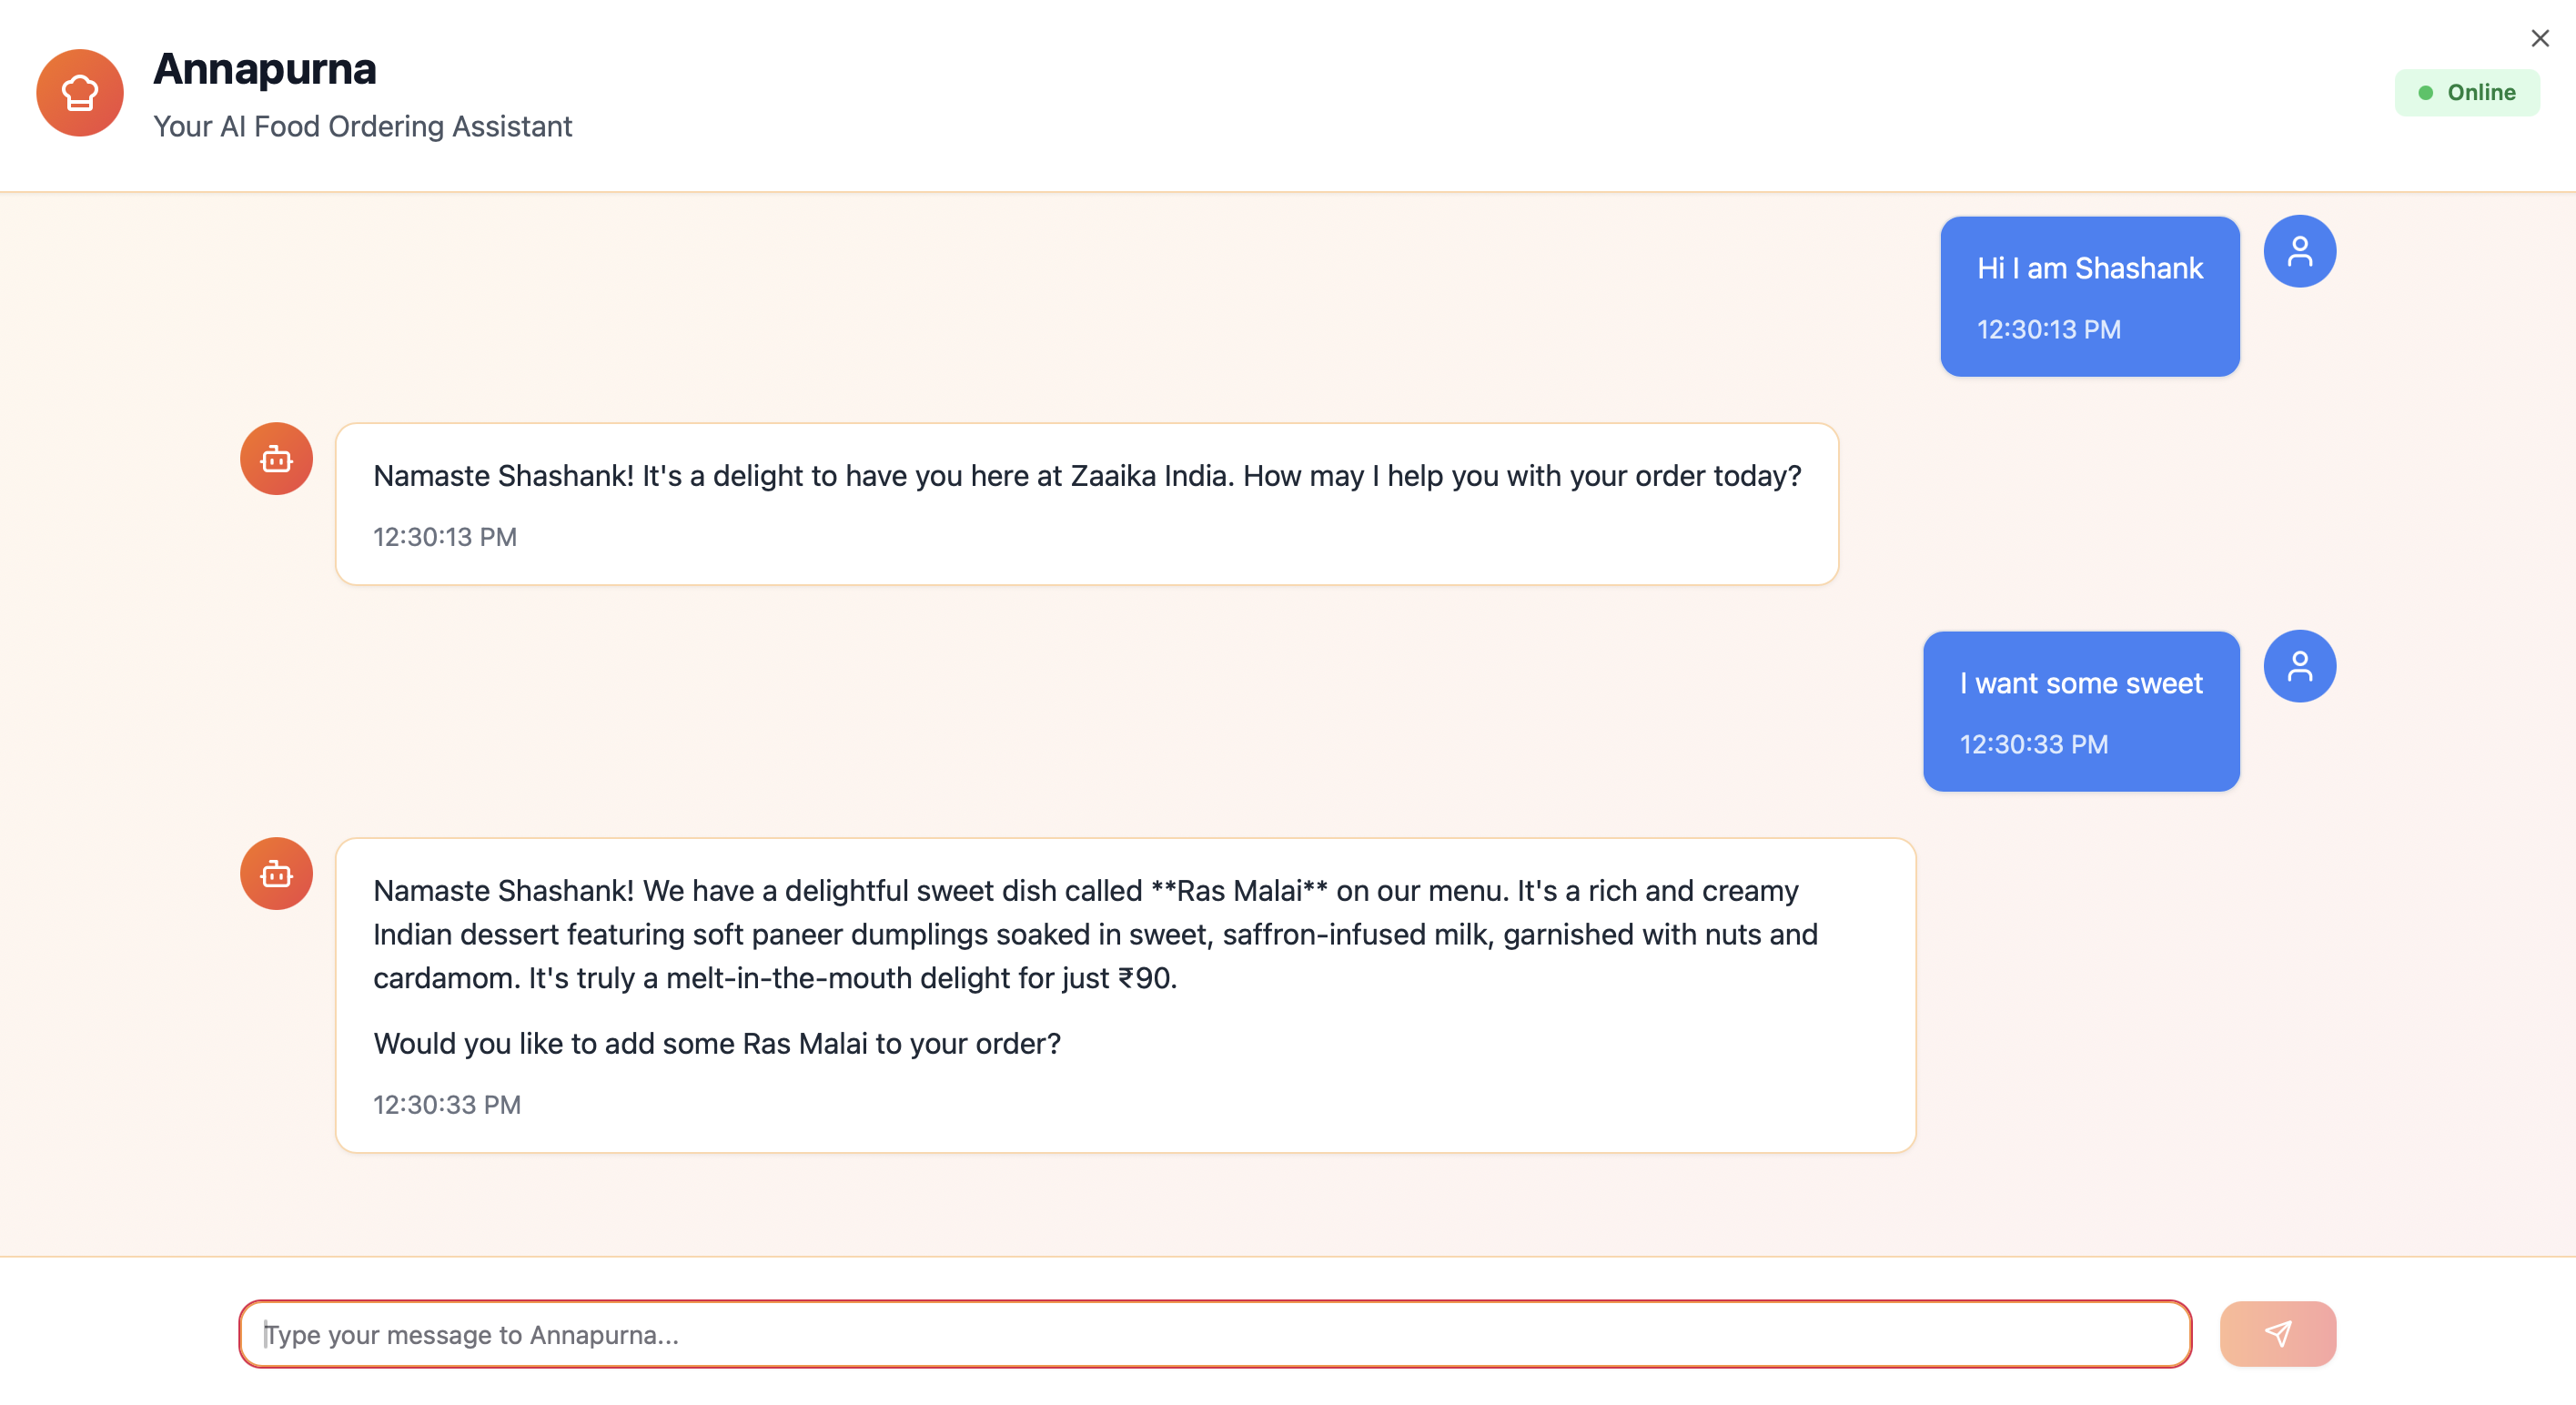 Annapurna
Your AI Food Ordering Assistant
Online
Hi I am Shashank
12:30:13 PM
Namaste Shashank! It's a delight to have you here at Zaaika India. How may I help you with your order today?
12:30:13 PM
I want some sweet
12:30:33 PM
Namaste Shashank! We have a delightful sweet dish called **Ras Malai** on our menu. It's a rich and creamy
Indian dessert featuring soft paneer dumplings soaked in sweet, saffron-infused milk, garnished with nuts and
cardamom. It's truly a melt-in-the-mouth delight for just ₹90.
Would you like to add some Ras Malai to your order?
12:30:33 PM
Type your message to Annapurna...